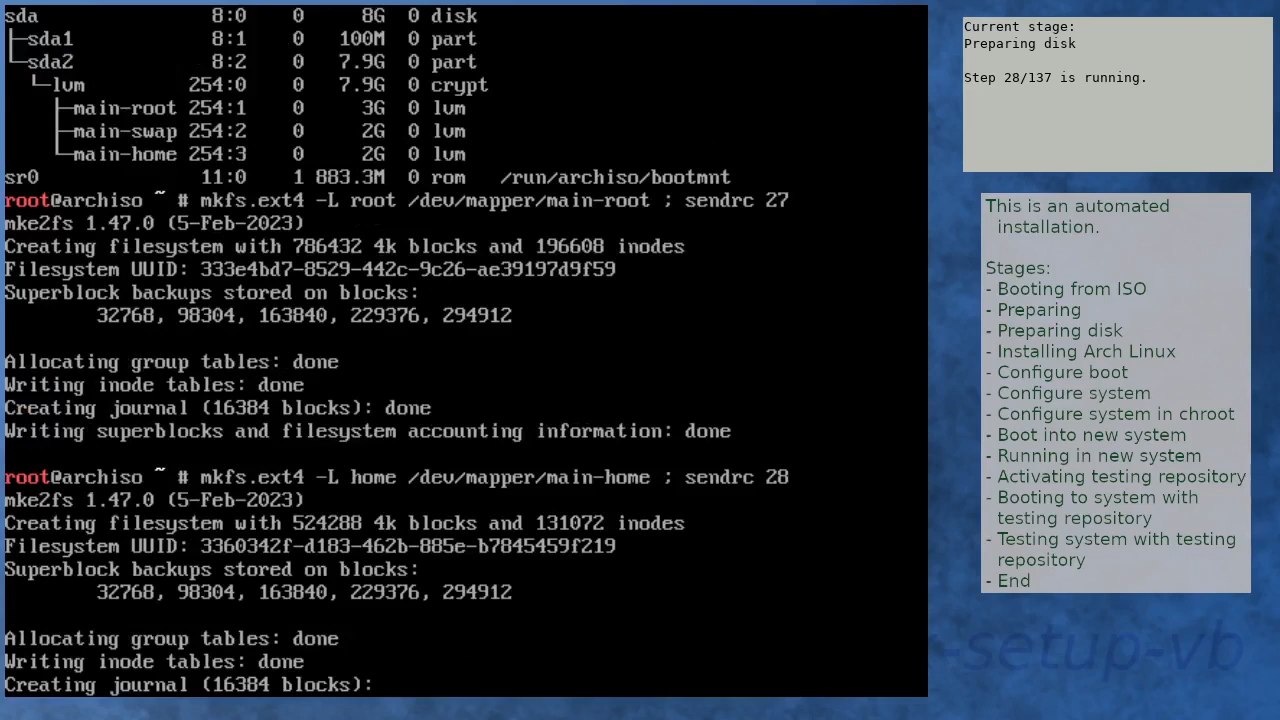 sda 8:0 0 8G 0 disk
├─sda1 8:1 0 100M 0 part
└─sda2 8:2 0 7.9G 0 part
└─lvm 254:0 0 7.9G 0 crypt
├─main-root 254:1 0 3G 0 lvm
├─main-swap 254:2 0 2G 0 lvm
└─main-home 254:3 0 2G 0 lvm
sr0 11:0 1 883.3M 0 rom /run/archiso/bootmnt
root@archiso ~ # mkfs.ext4 -L root /dev/mapper/main-root ; sendrc 27
mke2fs 1.47.0 (5-Feb-2023)
Creating filesystem with 786432 4k blocks and 196608 inodes
Filesystem UUID: 333e4bd7-8529-442c-9c26-ae39197d9f59
Superblock backups stored on blocks:
32768, 98304, 163840, 229376, 294912
Allocating group tables: done
Writing inode tables: done
Creating journal (16384 blocks): done
Writing superblocks and filesystem accounting information: done
root@archiso ~ # mkfs.ext4 -L home /dev/mapper/main-home ; sendrc 28
mke2fs 1.47.0 (5-Feb-2023)
Creating filesystem with 524288 4k blocks and 131072 inodes
Filesystem UUID: 3360342f-d183-462b-885e-b7845459f219
Superblock backups stored on blocks:
32768, 98304, 163840, 229376, 294912
Allocating group tables: done
Writing inode tables: done
Creating journal (16384 blocks):
Current stage:
Preparing disk
Step 28/137 is running.
This is an automated
installation.
Stages:
- Booting from ISO
- Preparing
- Preparing disk
- Installing Arch Linux
- Configure boot
- Configure system
- Configure system in chroot
- Boot into new system
- Running in new system
- Activating testing repository
- Booting to system with
testing repository
- Testing system with testing
repository
- End
-setup-vb